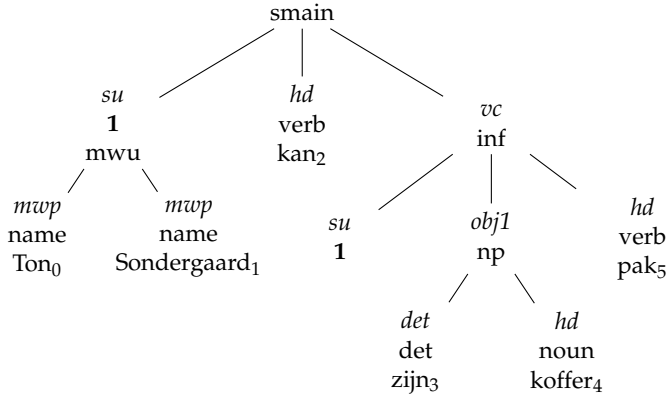 smain
su
1
mwu
hd
verb
kan₂
vc
inf
mwp
name
Ton₀
mwp
name
Sondergaard₁
su
1
obj1
np
hd
verb
pak₅
det
det
zijn₃
hd
noun
koffer₄